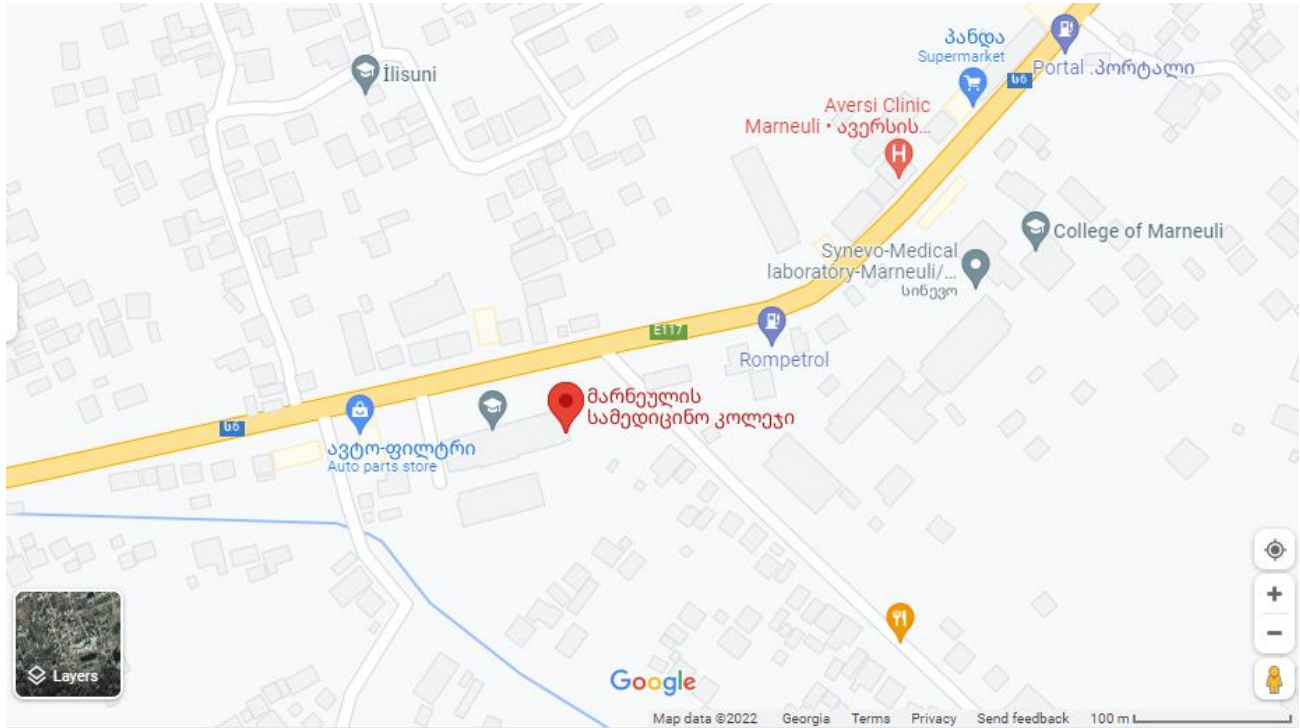 პანდა
Supermarket
Portal .პორტალი
ს6
İlisuni
Aversi Clinic
Marneuli • ავერსის...
College of Marneuli
Synevo-Medical
laboratory-Marneuli/...
სინევო
E117
Rompetrol
მარნეულის
სამედიცინო კოლეჯი
ს6
ავტო-ფილტრი
Auto parts store
Layers
Google
Map data ©2022 Georgia Terms Privacy Send feedback 100 m